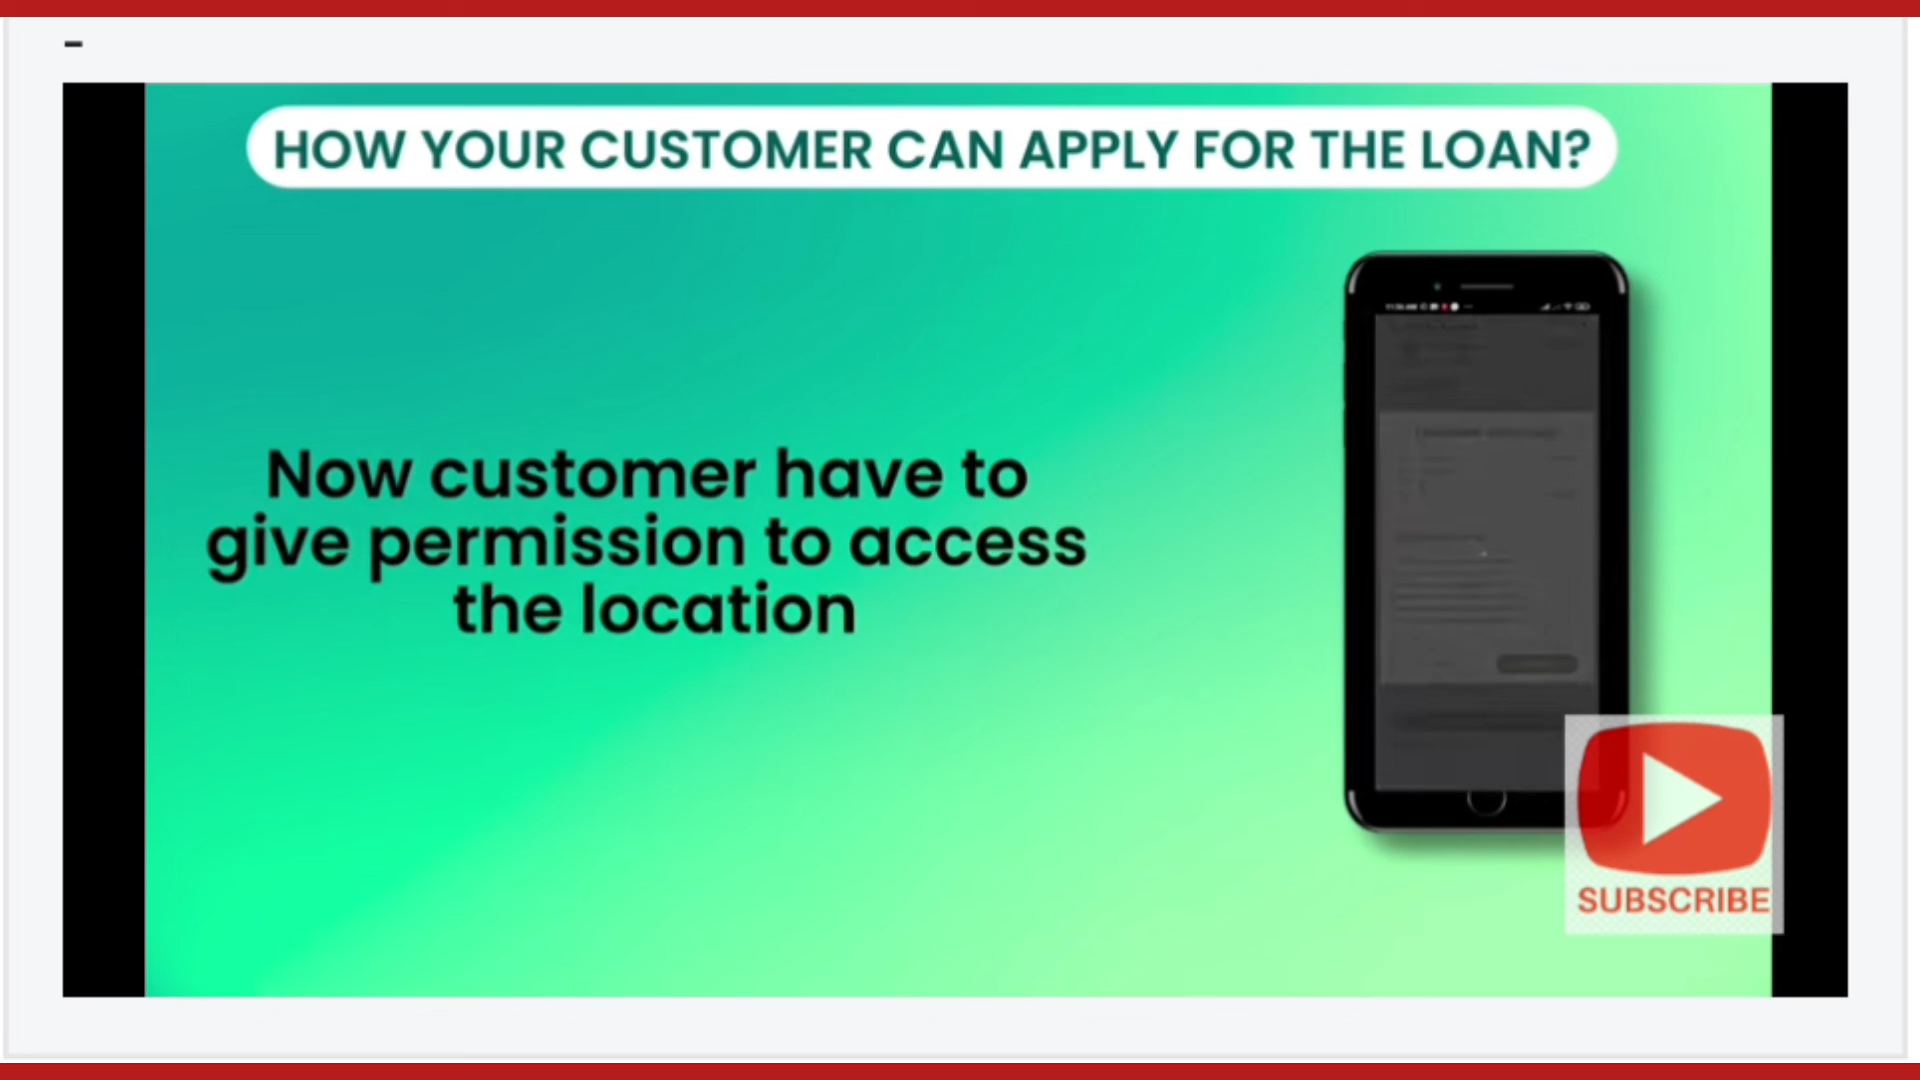 HOW YOUR CUSTOMER CAN APPLY FOR THE LOAN?
Now customer have to
give permission to access
the location
SUBSCRIBE